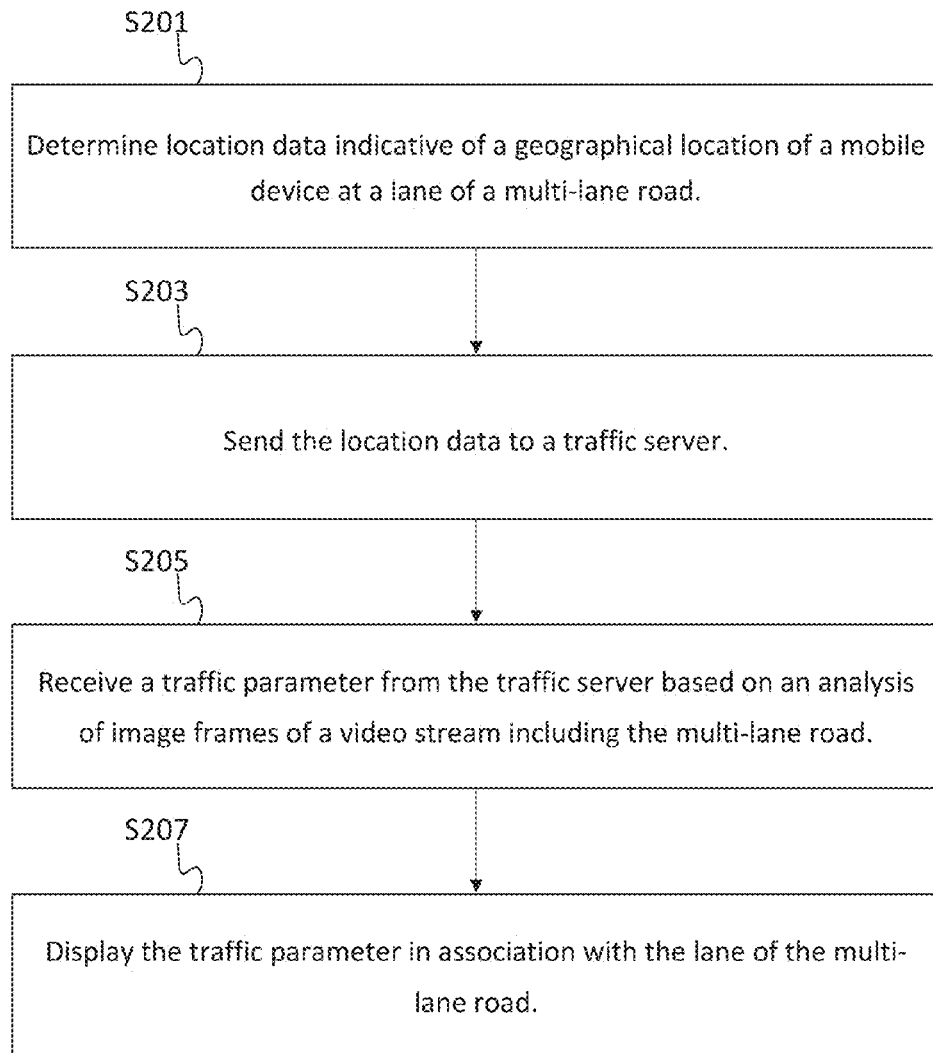 S201
Determine location data indicative of a geographical location of a mobile
device at a lane of a multi-lane road.
S203
Send the location data to a traffic server.
S205
Receive a traffic parameter from the traffic server based on an analysis
of image frames of a video stream including the multi-lane road.
S207
Display the traffic parameter in association with the lane of the multi-
lane road.